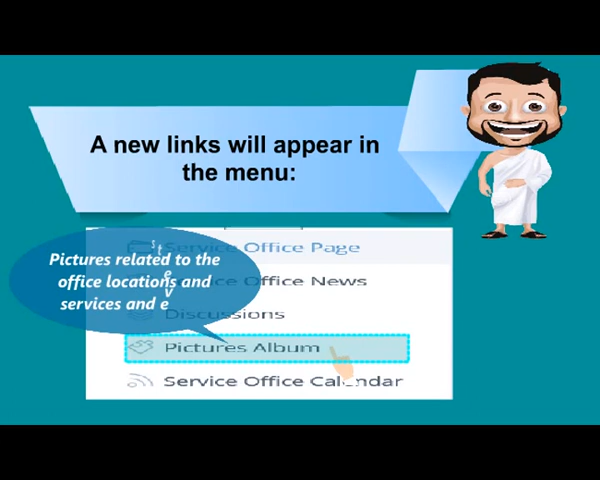 A new links will appear in
the menu:
Service Office Page
Pictures related to the
office locations and
services and e
Office News
Discussions
Pictures Album
Service Office Calendar